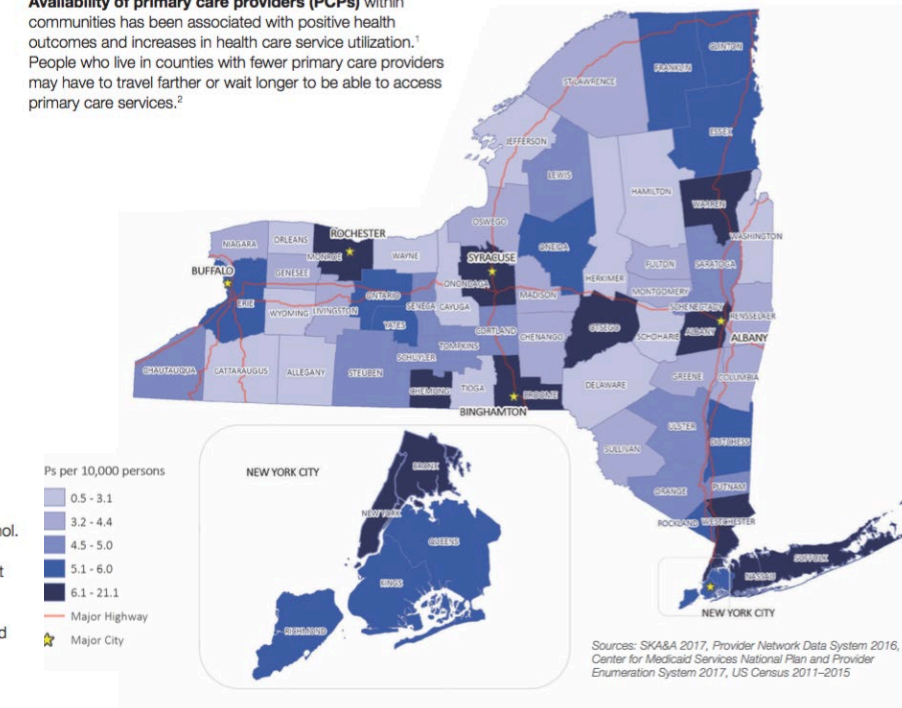 Availability of primary care providers (PCPs) within
communities has been associated with positive health
outcomes and increases in health care service utilization.1
People who live in counties with fewer primary care providers
may have to travel farther or wait longer to be able to access
primary care services.2
CLINTON
FRANKLIN
ST LAWRENCE
ESSEX
JEFFERSON
LEWIS
HAMILTON
WARREN
OSWEGO
WASHINGTON
ROCHESTER
NIAGARA
ORLEANS
MONROE
WAYNE
SYRACUSE
ONEIDA
FULTON
SARATOGA
BUFFALO
GENESEE
HERKIMER
ONTARIO
ONONDAGA
MADISON
MONTGOMERY
ERIE
WYOMING
LIVINGSTON
SENECA
CAYUGA
SCHENECTADY
RENSSELAER
YATES
CORTLAND
CHENANGO
OTSEGO
SCHOHARIE
ALBANY
ALBANY
TOMPKINS
SCHUYLER
CHAUTAUQUA
CATTARAUGUS
ALLEGANY
STEUBEN
CHEMUNG
TIOGA
BROOME
DELAWARE
GREENE
COLUMBIA
BINGHAMTON
ULSTER
DUTCHESS
SULLIVAN
ORANGE
PUTNAM
ROCKLAND
WESTCHESTER
SUFFOLK
NASSAU
NEW YORK CITY
NEW YORK CITY
BRONX
NEW YORK
QUEENS
KINGS
RICHMOND
Ps per 10,000 persons
0.5 - 3.1
3.2 - 4.4
4.5 - 5.0
5.1 - 6.0
6.1 - 21.1
Major Highway
Major City
ol.
t
d
Sources: SKA&A 2017, Provider Network Data System 2016,
Center for Medicaid Services National Plan and Provider
Enumeration System 2017, US Census 2011–2015